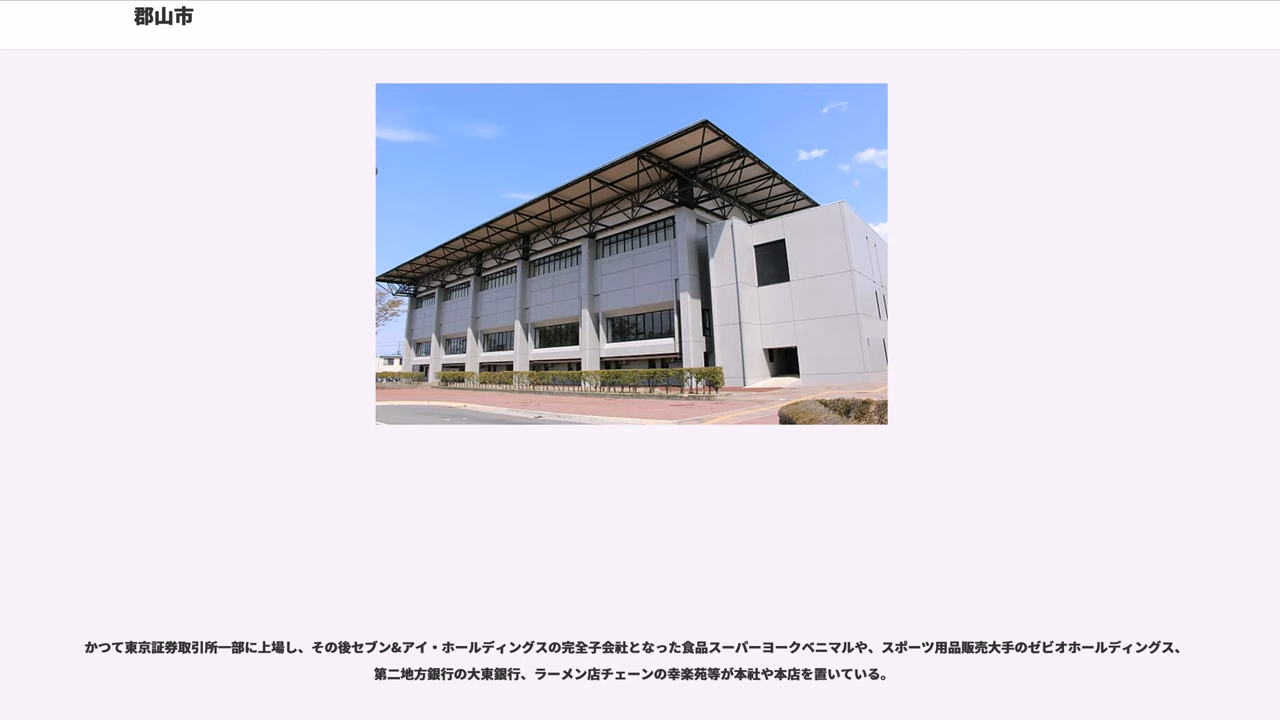 郡山市
かつて東京証券取引所一部に上場し、その後セブン&アイ・ホールディングスの完全子会社となった食品スーパーヨークベニマルや、スポーツ用品販売大手のゼビオホールディングス、
第二地方銀行の大東銀行、ラーメン店チェーンの幸楽苑等が本社や本店を置いている。